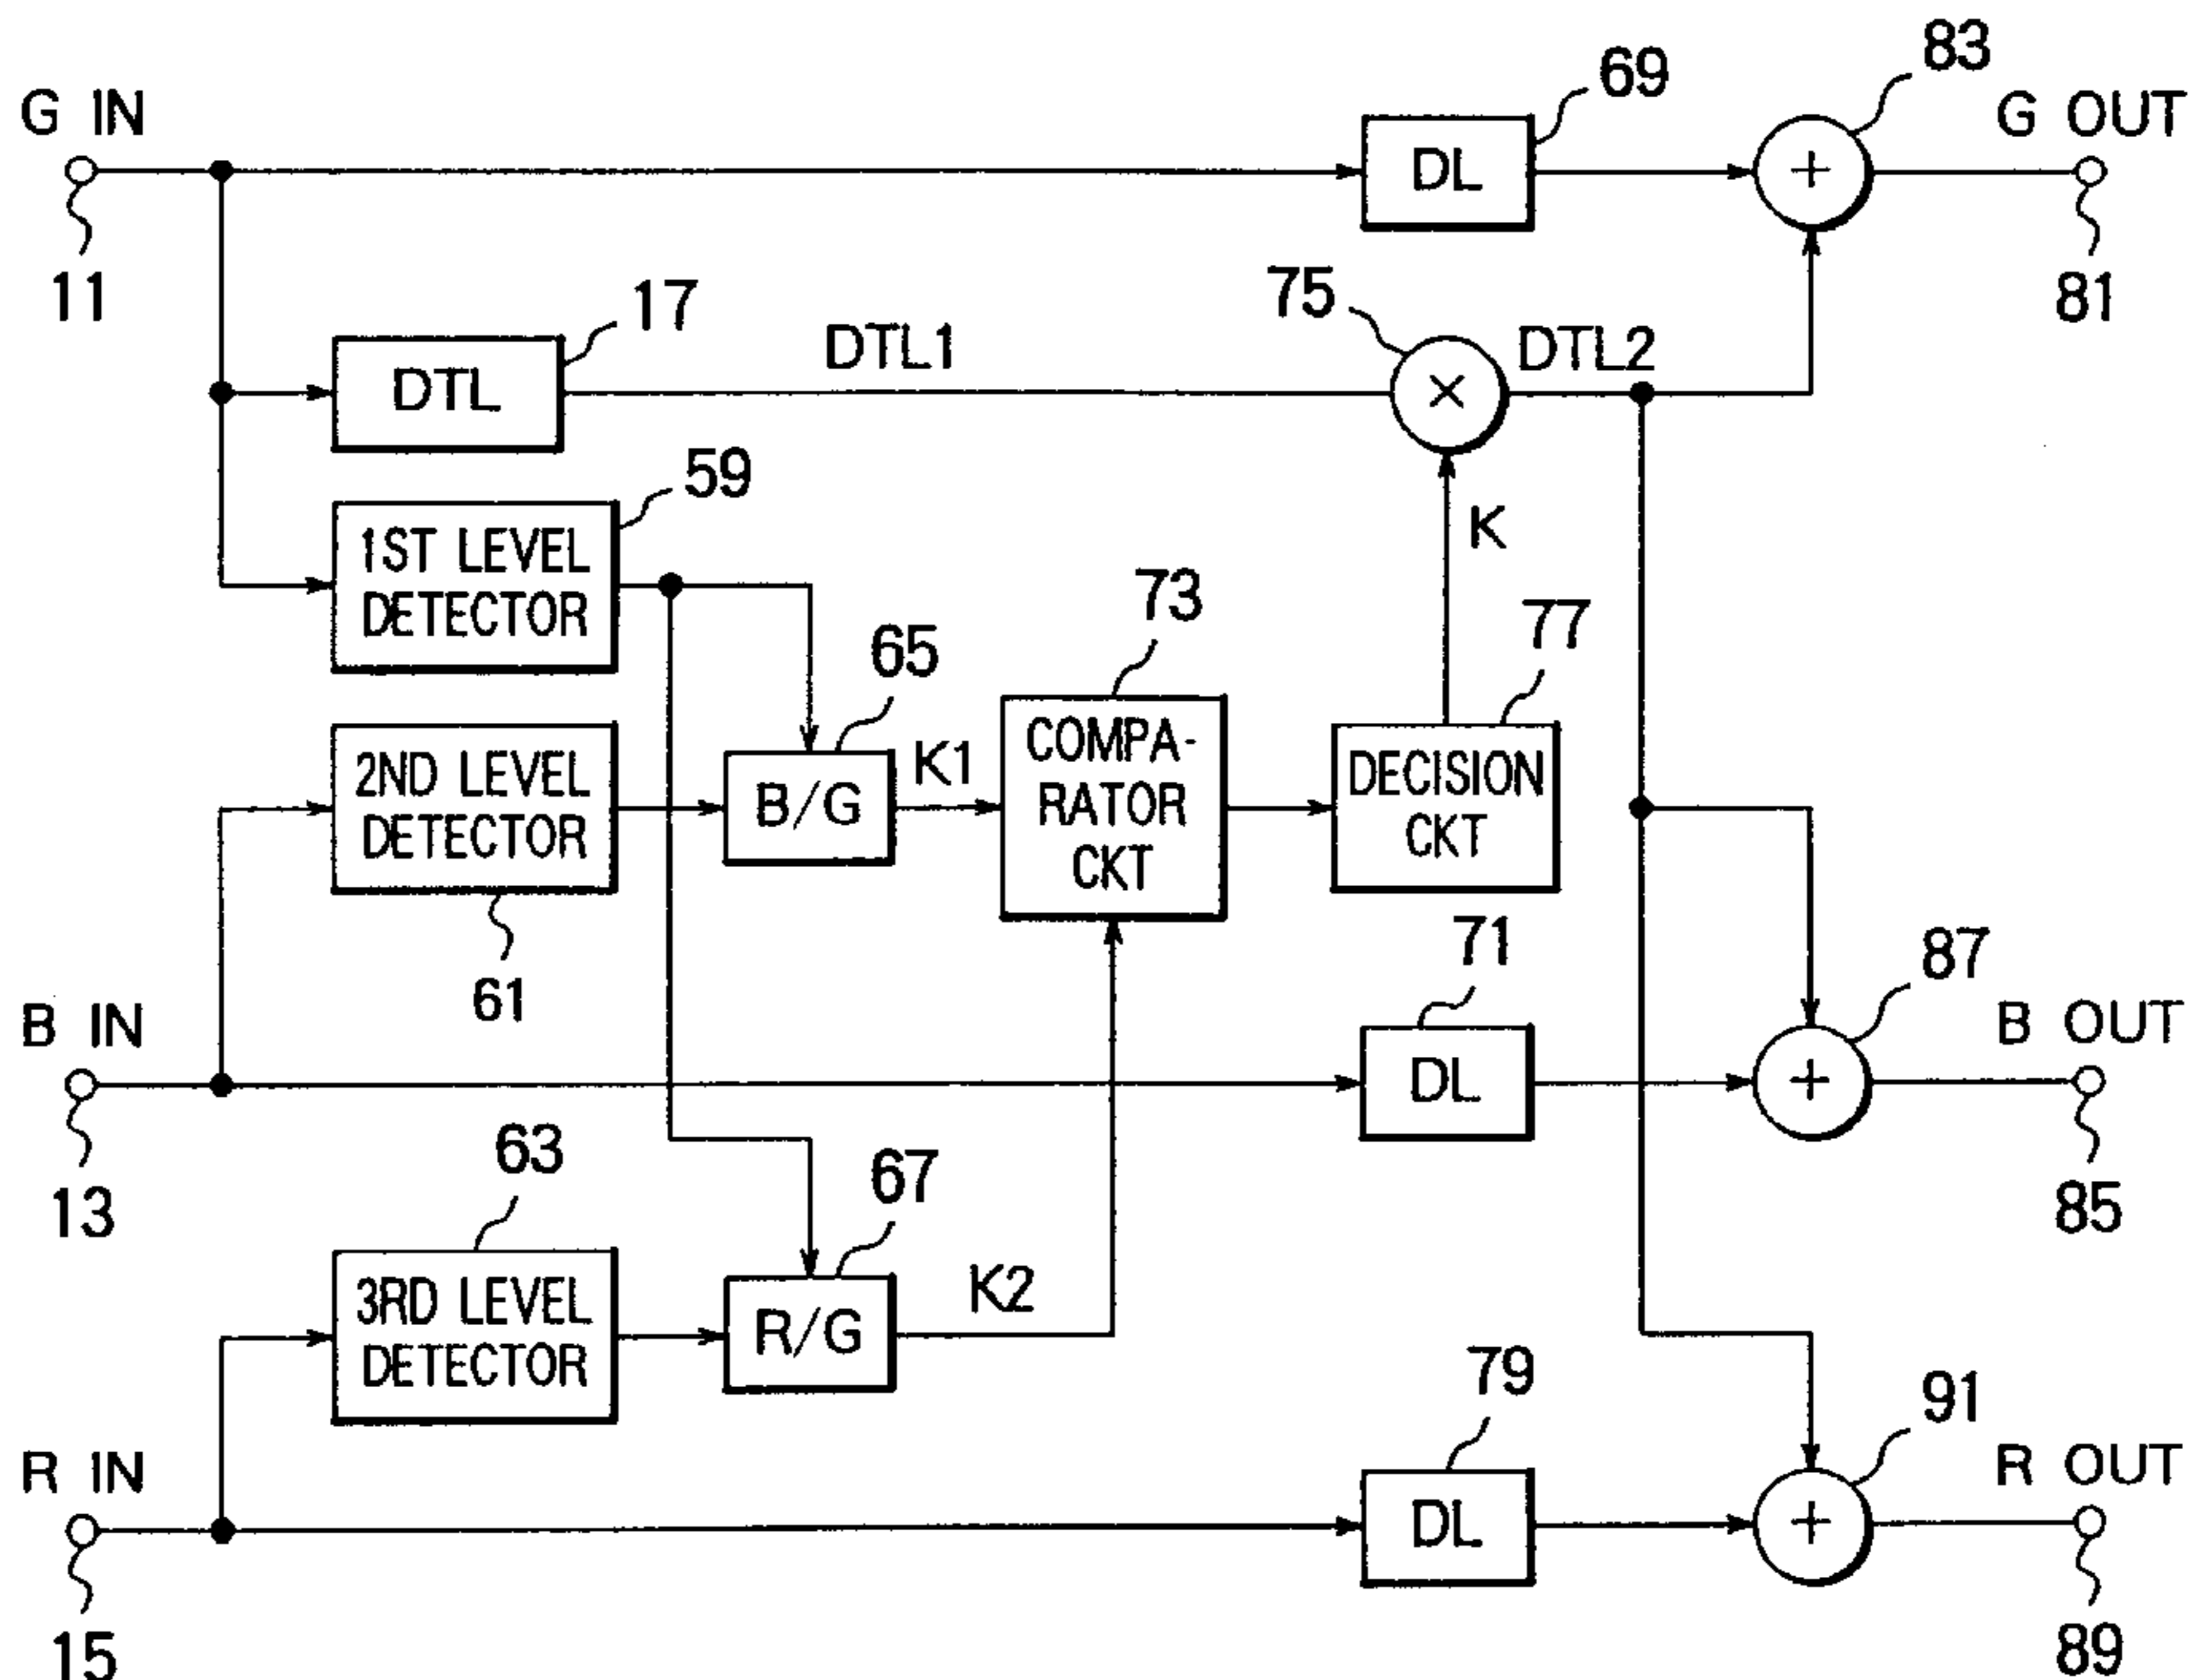 69
83
G IN
G OUT
DL
+
11
17
75
81
DTL
DTL1
×
DTL2
59
K
1ST LEVEL
DETECTOR
73
77
65
2ND LEVEL
DETECTOR
B/G
K1
COMPA-
RATOR
CKT
DECISION
CKT
61
71
87
B IN
B OUT
DL
+
13
63
67
85
3RD LEVEL
DETECTOR
R/G
K2
79
91
R IN
R OUT
DL
+
15
89